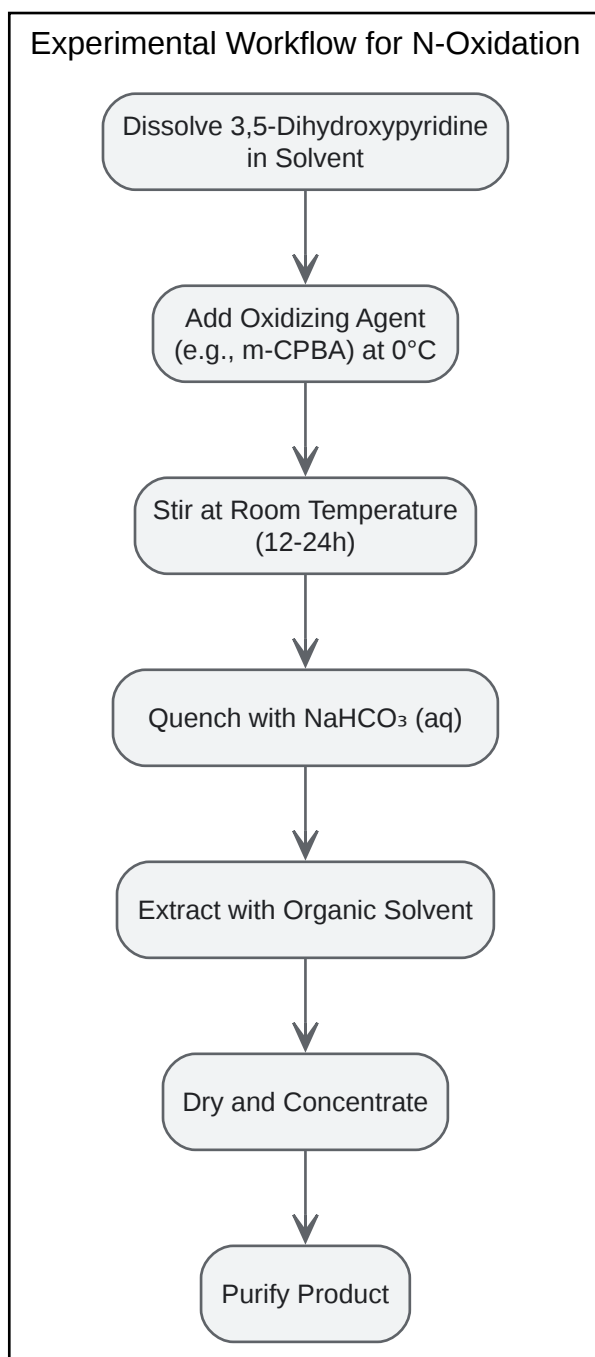 Experimental Workflow for N-Oxidation
Dissolve 3,5-Dihydroxypyridine
in Solvent
Add Oxidizing Agent
(e.g., m-CPBA) at 0°C
Stir at Room Temperature
(12-24h)
Quench with NaHCO₃ (aq)
Extract with Organic Solvent
Dry and Concentrate
Purify Product